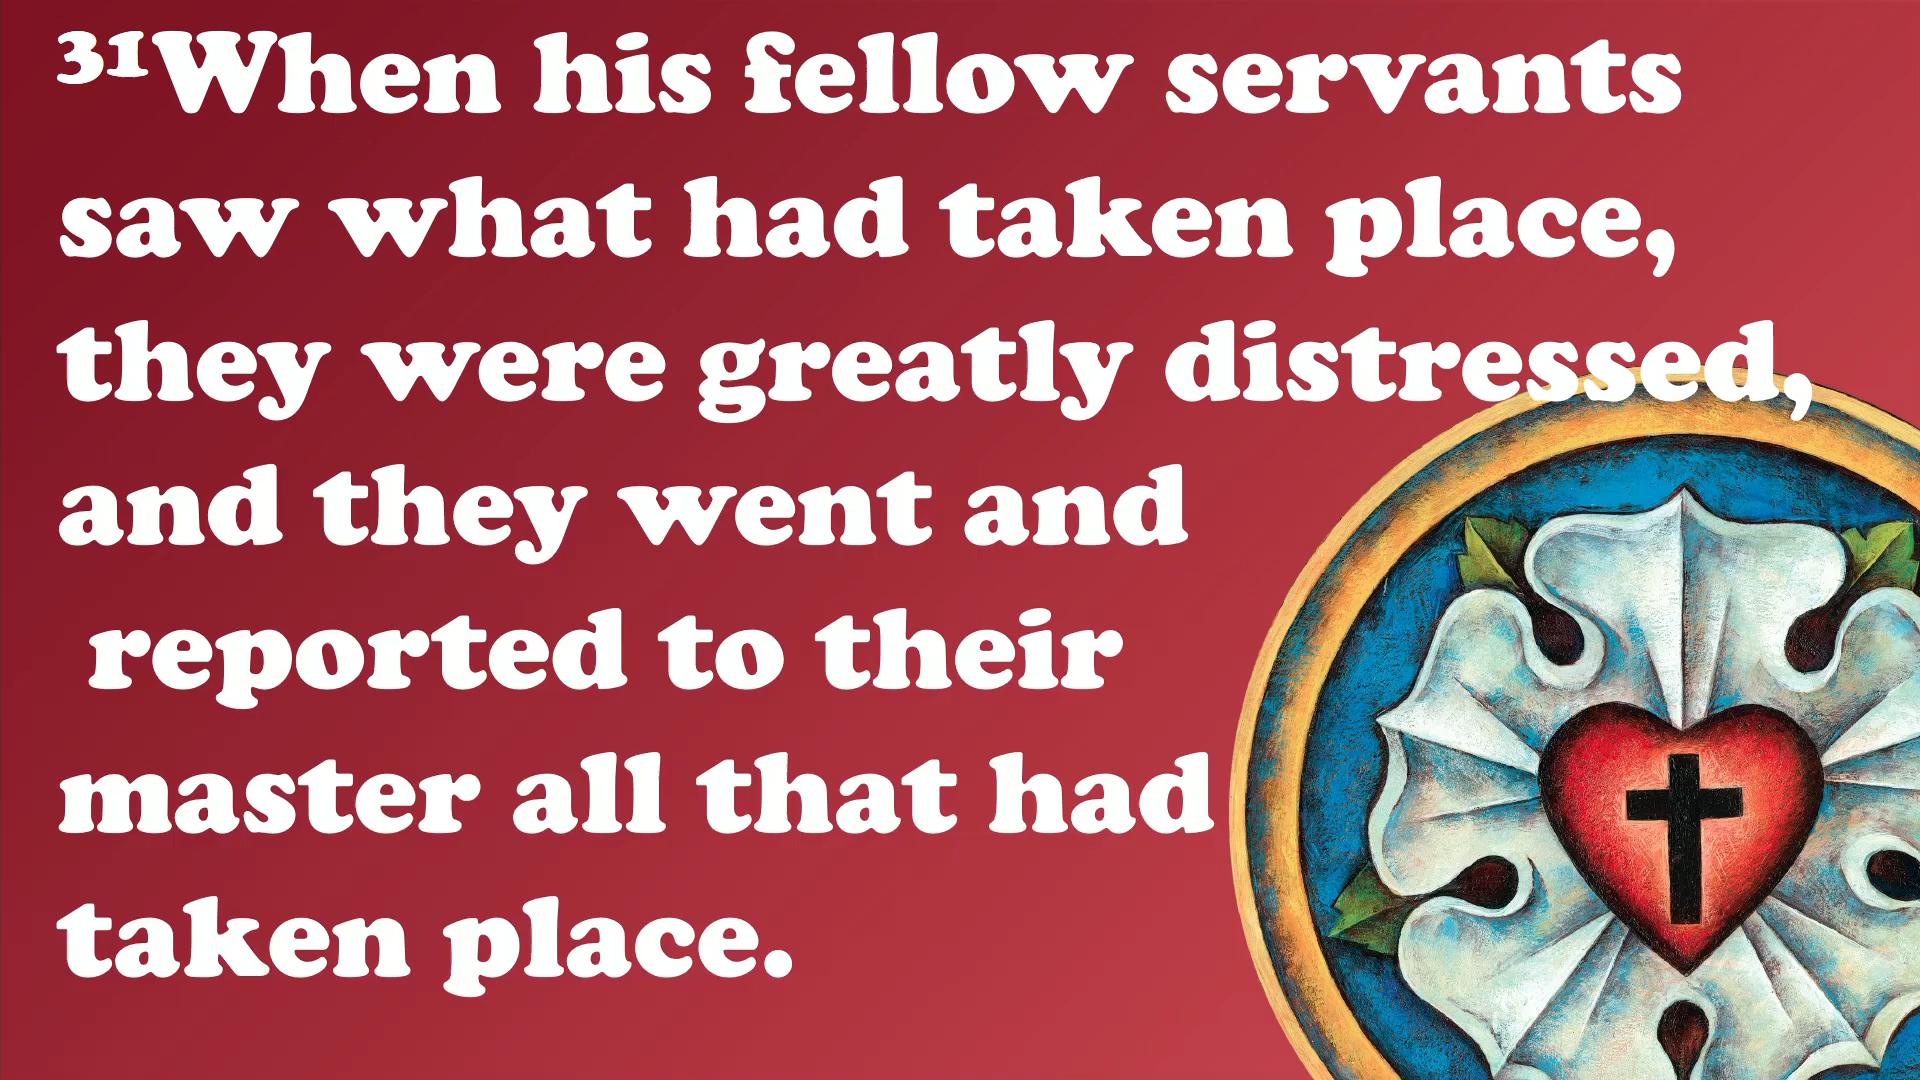 ³¹When his fellow servants
saw what had taken place,
they were greatly distressed,
and they went and
reported to their
master all that had
taken place.